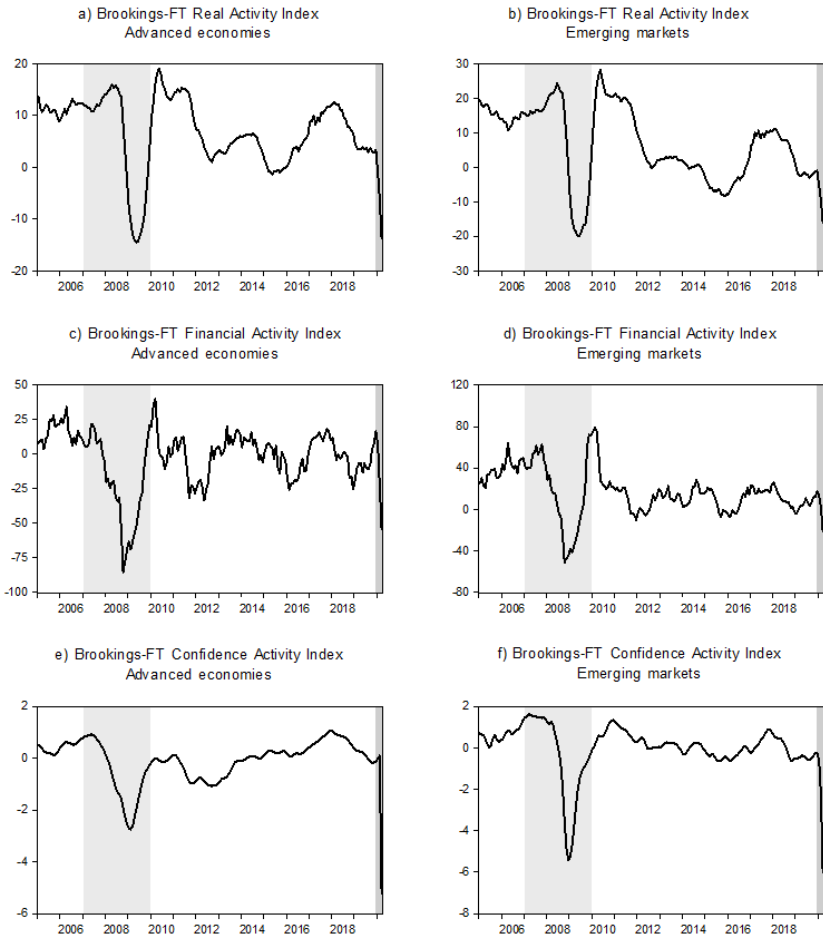 a) Brookings-FT Real Activity Index
Advanced economies
20
10
0
-10
-20
2006 2008 2010 2012 2014 2016 2018
b) Brookings-FT Real Activity Index
Emerging markets
30
20
10
0
-10
-20
-30
2006 2008 2010 2012 2014 2016 2018
c) Brookings-FT Financial Activity Index
Advanced economies
50
25
0
-25
-50
-75
-100
2006 2008 2010 2012 2014 2016 2018
d) Brookings-FT Financial Activity Index
Emerging markets
120
80
40
0
-40
-80
2006 2008 2010 2012 2014 2016 2018
e) Brookings-FT Confidence Activity Index
Advanced economies
2
0
-2
-4
-6
2006 2008 2010 2012 2014 2016 2018
f) Brookings-FT Confidence Activity Index
Emerging markets
2
0
-2
-4
-6
-8
2006 2008 2010 2012 2014 2016 2018